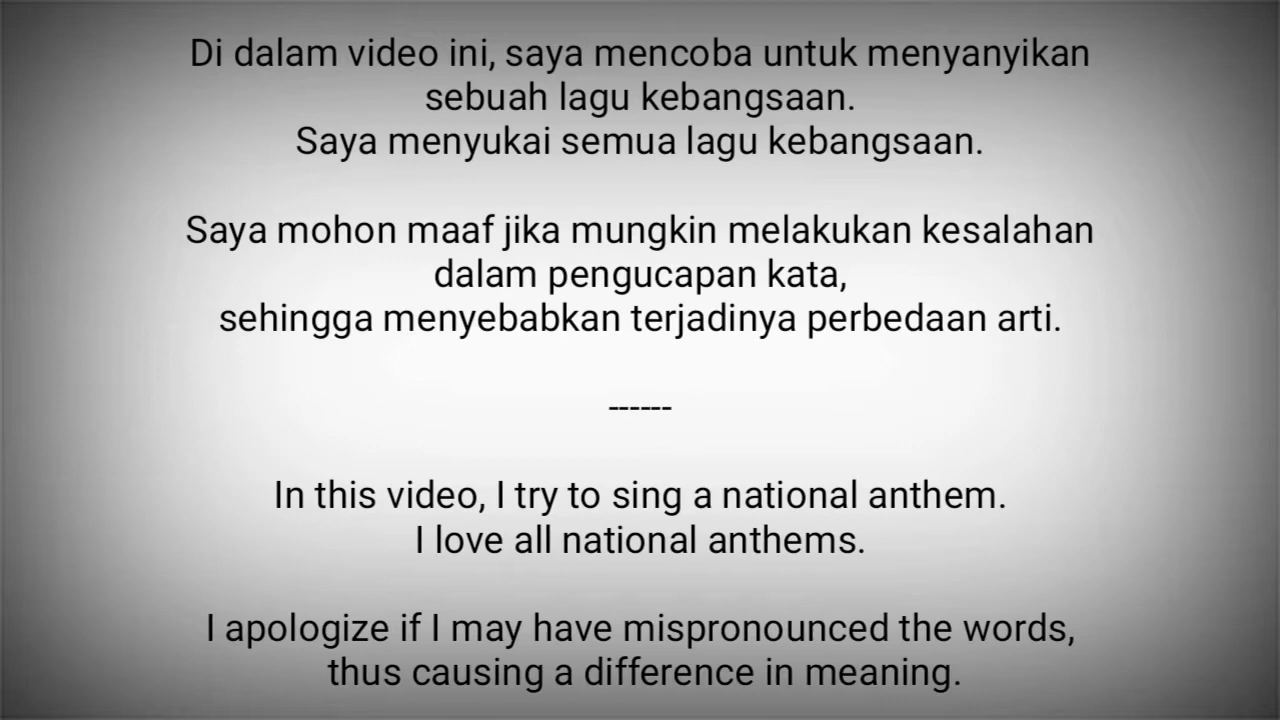 Di dalam video ini, saya mencoba untuk menyanyikan
sebuah lagu kebangsaan.
Saya menyukai semua lagu kebangsaan.
Saya mohon maaf jika mungkin melakukan kesalahan
dalam pengucapan kata,
sehingga menyebabkan terjadinya perbedaan arti.
------
In this video, I try to sing a national anthem.
I love all national anthems.
I apologize if I may have mispronounced the words,
thus causing a difference in meaning.